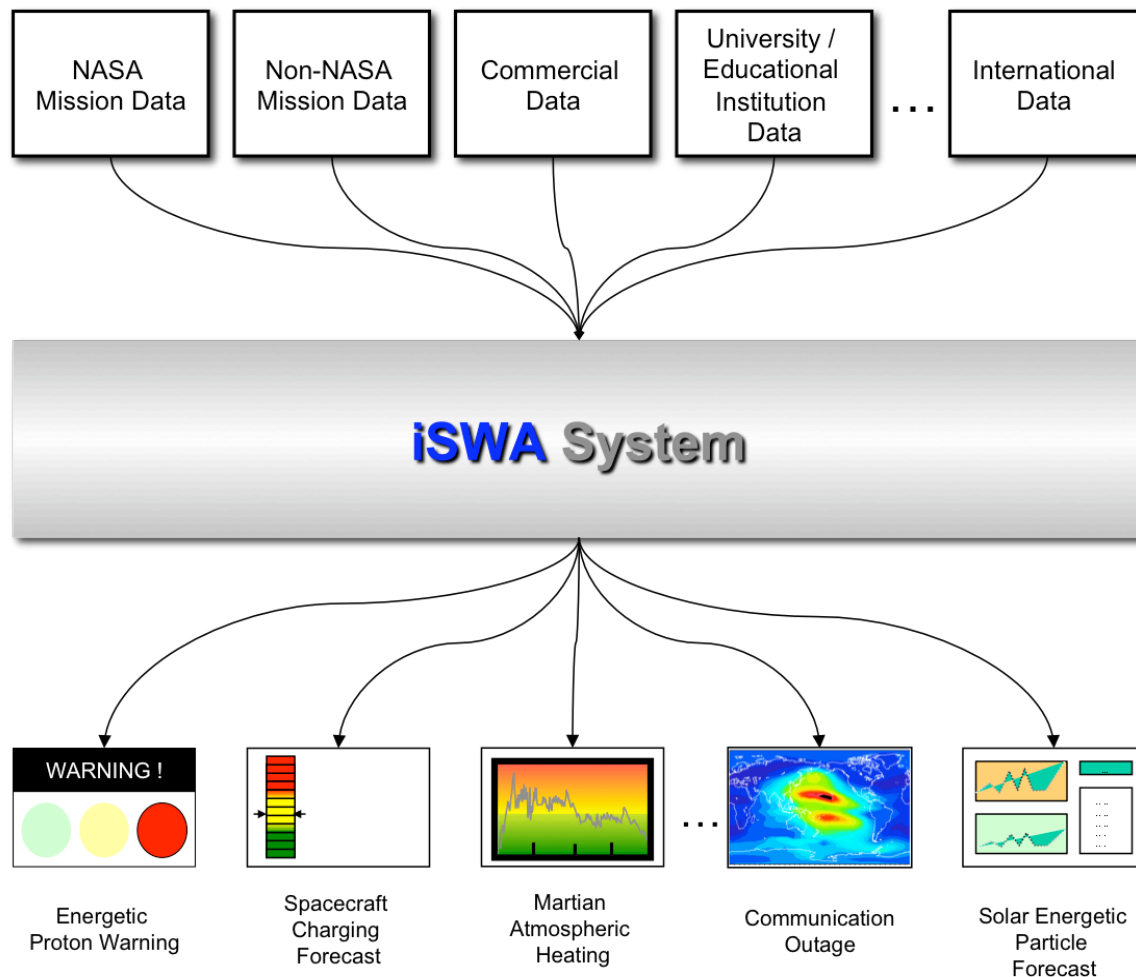 NASA
Mission Data
Non-NASA
Mission Data
Commercial
Data
University /
Educational
Institution
Data
...
International
Data
iSWA System
WARNING !
...
Energetic
Proton Warning
Spacecraft
Charging
Forecast
Martian
Atmospheric
Heating
Communication
Outage
Solar Energetic
Particle
Forecast